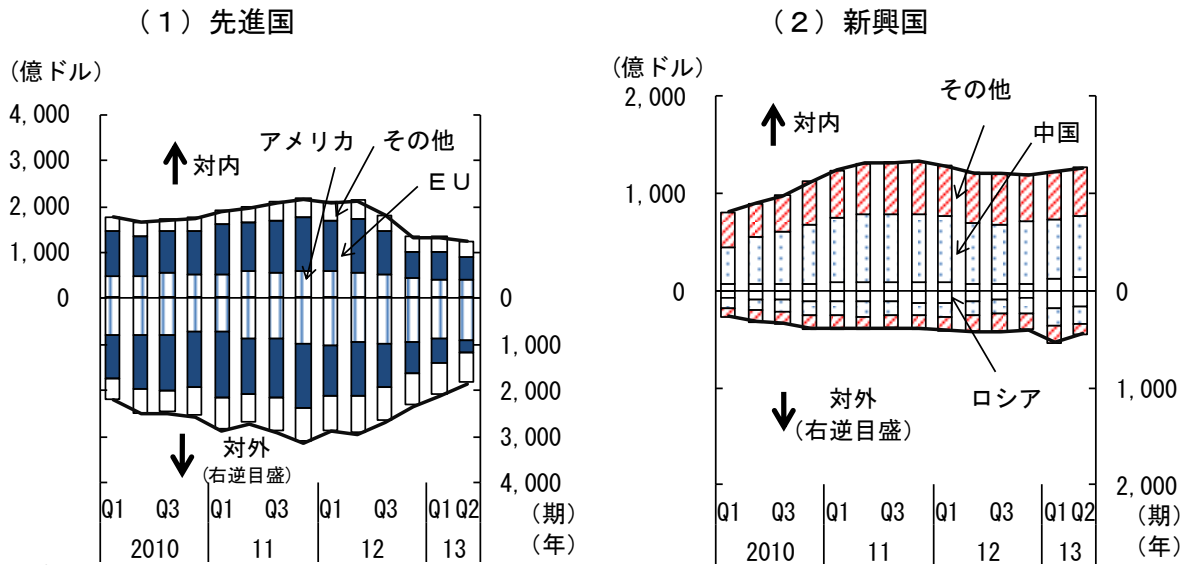 （１）先進国
(億ドル)
4,000
3,000
2,000
1,000
0
対内
アメリカ
その他
ＥＵ
0
1,000
2,000
3,000
4,000
対外
(右逆目盛)
Q1 Q3 Q1 Q3 Q1 Q3 Q1 Q2 (期)
2010 11 12 13 (年)
（２）新興国
(億ドル)
2,000
1,000
0
対内
その他
中国
0
1,000
2,000
ロシア
対外
(右逆目盛)
Q1 Q3 Q1 Q3 Q1 Q3 Q1 Q2 (期)
2010 11 12 13 (年)